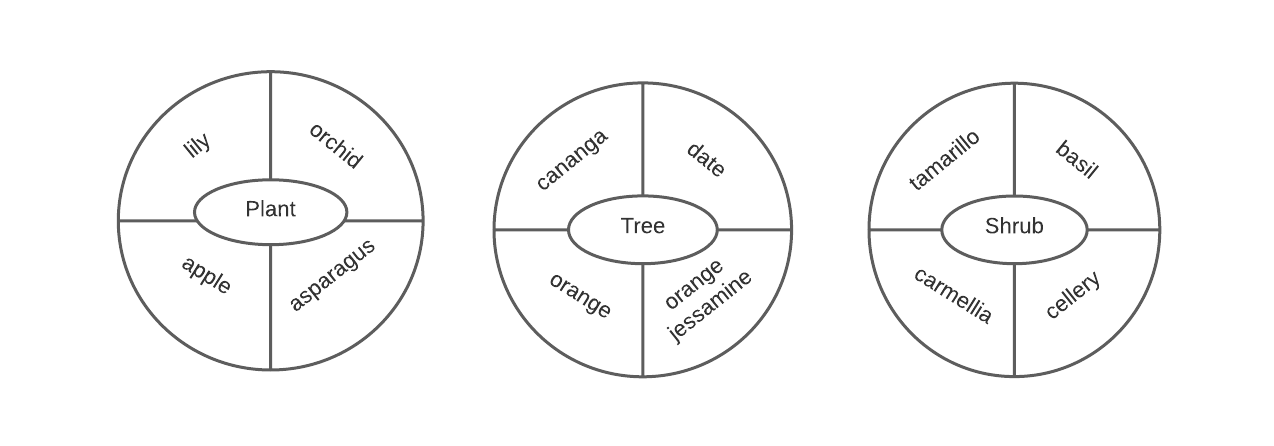 lily
orchid
Plant
apple
asparagus
cananga
date
Tree
orange
orange
jessamine
tamarillo
basil
Shrub
carmellia
cellery